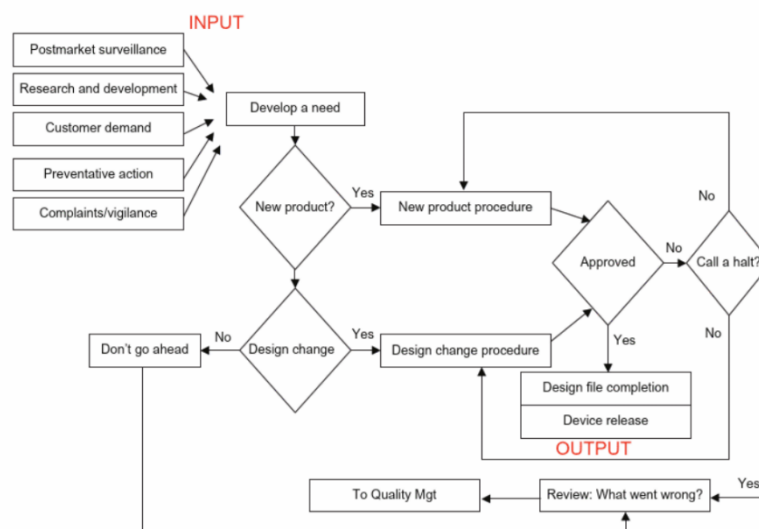 INPUT
Postmarket surveillance
Research and development
Customer demand
Preventative action
Complaints/vigilance
Develop a need
New product?
Yes
New product procedure
Approved
No
Call a halt?
No
No
Don't go ahead
No
Design change
Yes
Design change procedure
Yes
Design file completion
Device release
OUTPUT
To Quality Mgt
Review: What went wrong?
Yes